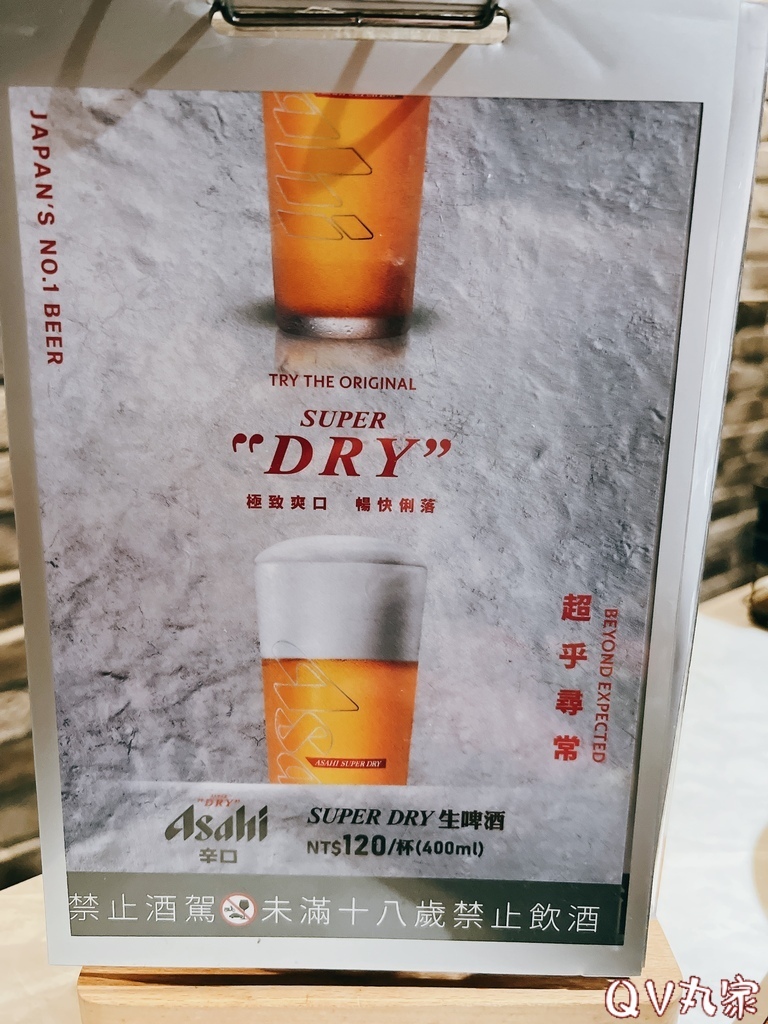 JAPAN'S NO.1 BEER
TRY THE ORIGINAL
SUPER
"DRY"
極致爽口 暢快俐落
超乎尋常
BEYOND EXPECTED
Asahi
ASAHI SUPER DRY
SUPER
"DRY"
Asahi
辛口
SUPER DRY 生啤酒
NT$120/杯(400ml)
禁止酒駕 未滿十八歲禁止飲酒
QV丸家